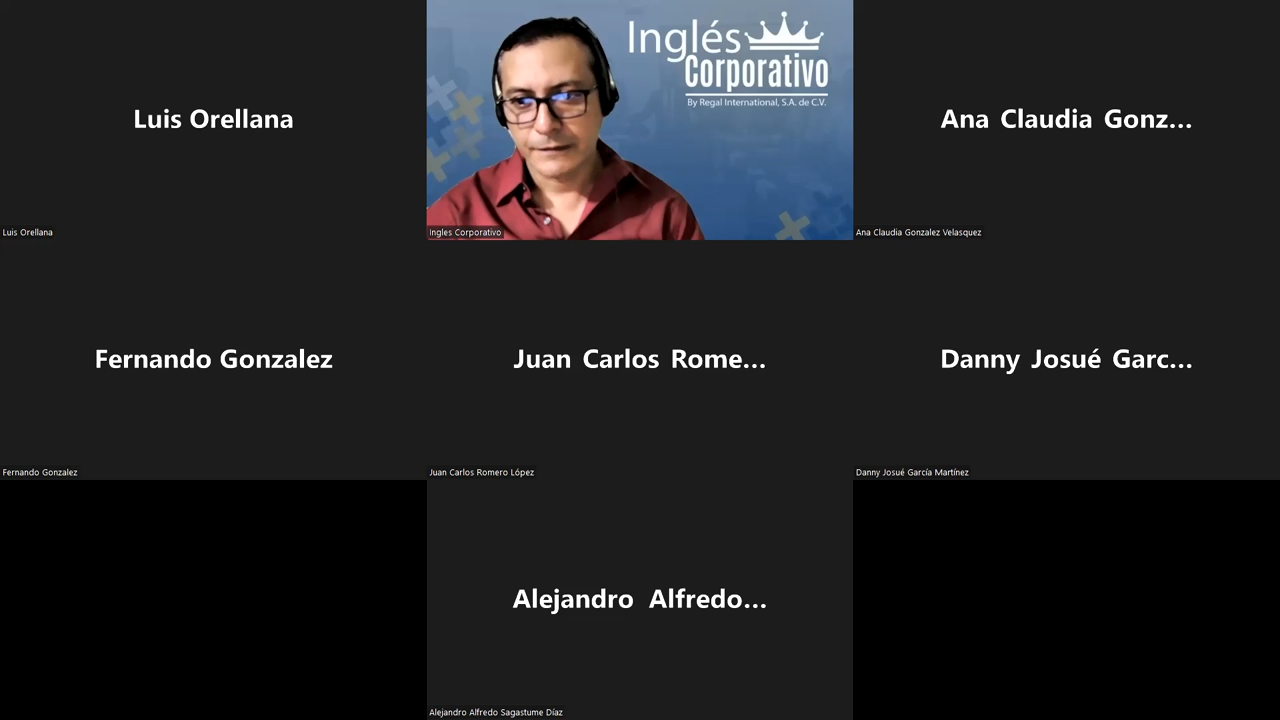 Luis Orellana
Luis Orellana
Inglés
Corporativo
By Regal International, S.A. de C.V.
Ingles Corporativo
Ana Claudia Gonz...
Ana Claudia Gonzalez Velasquez
Fernando Gonzalez
Fernando Gonzalez
Juan Carlos Rome...
Juan Carlos Romero López
Danny Josué Garc...
Danny Josué García Martínez
Alejandro Alfredo...
Alejandro Alfredo Sagastume Díaz